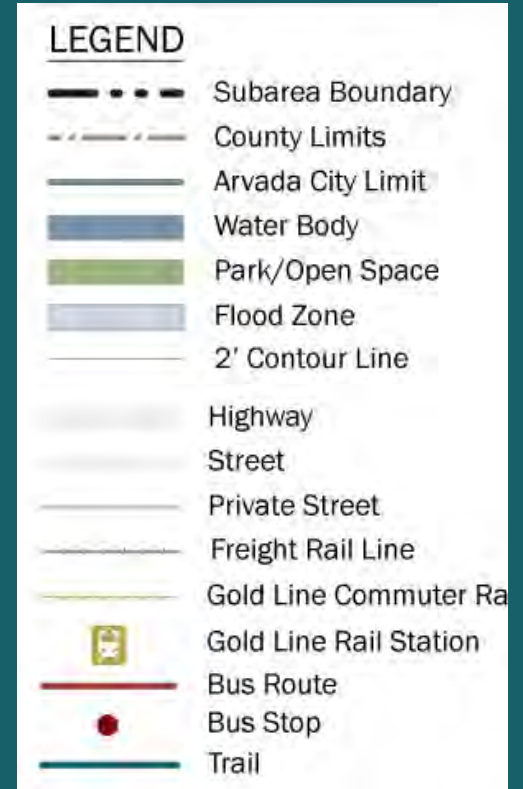 LEGEND
Subarea Boundary
County Limits
Arvada City Limit
Water Body
Park/Open Space
Flood Zone
2' Contour Line
Highway
Street
Private Street
Freight Rail Line
Gold Line Commuter Ra
Gold Line Rail Station
Bus Route
Bus Stop
Trail